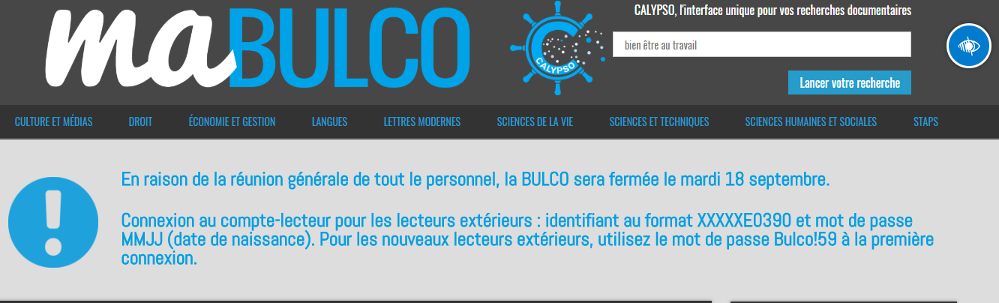 maBULCO
CALYPSO
CALYPSO, l'interface unique pour vos recherches documentaires
bien être au travail
Lancer votre recherche
CULTURE ET MÉDIAS DROIT ÉCONOMIE ET GESTION LANGUES LETTRES MODERNES SCIENCES DE LA VIE SCIENCES ET TECHNIQUES SCIENCES HUMAINES ET SOCIALES STAPS
En raison de la réunion générale de tout le personnel, la BULCO sera fermée le mardi 18 septembre.
Connexion au compte-lecteur pour les lecteurs extérieurs : identifiant au format XXXXXE0390 et mot de passe
MMJJ (date de naissance). Pour les nouveaux lecteurs extérieurs, utilisez le mot de passe Bulco!59 à la première
connexion.